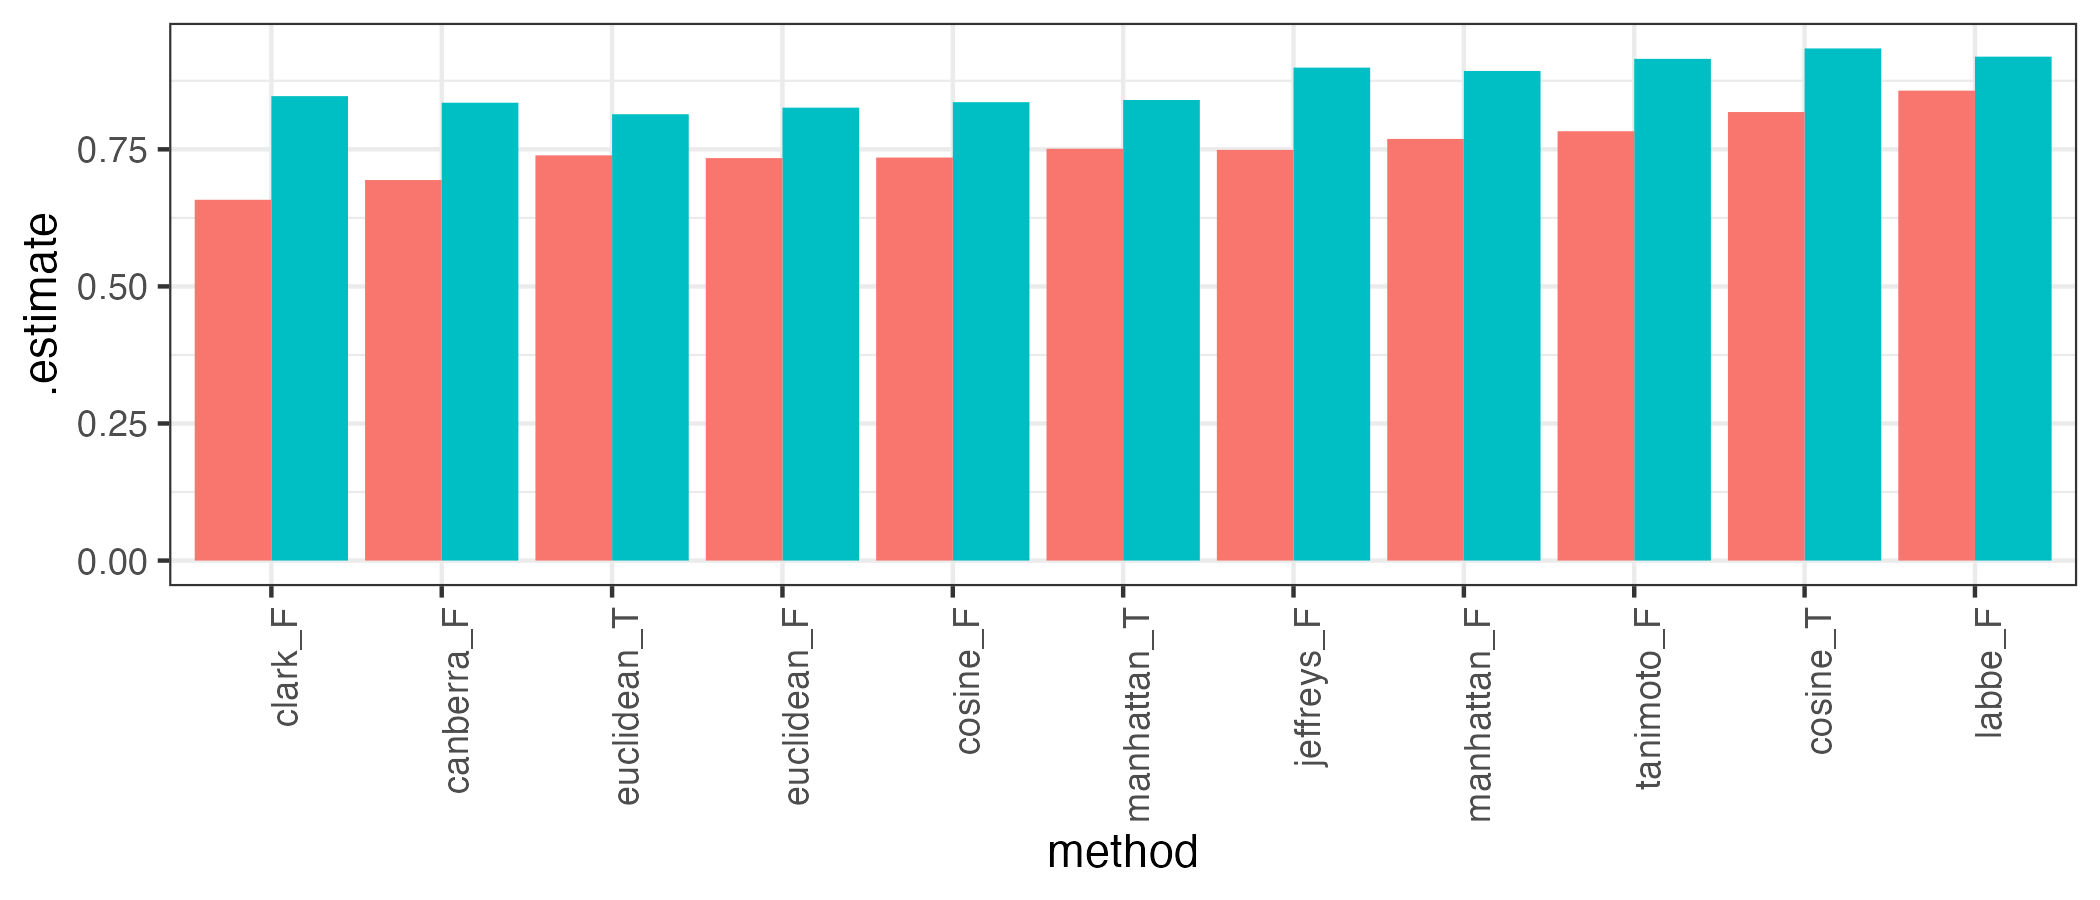 .estimate
0.75
0.50
0.25
0.00
clark_F
canberra_F
euclidean_T
euclidean_F
cosine_F
manhattan_T
jeffreys_F
manhattan_F
tanimoto_F
cosine_T
labbe_F
method